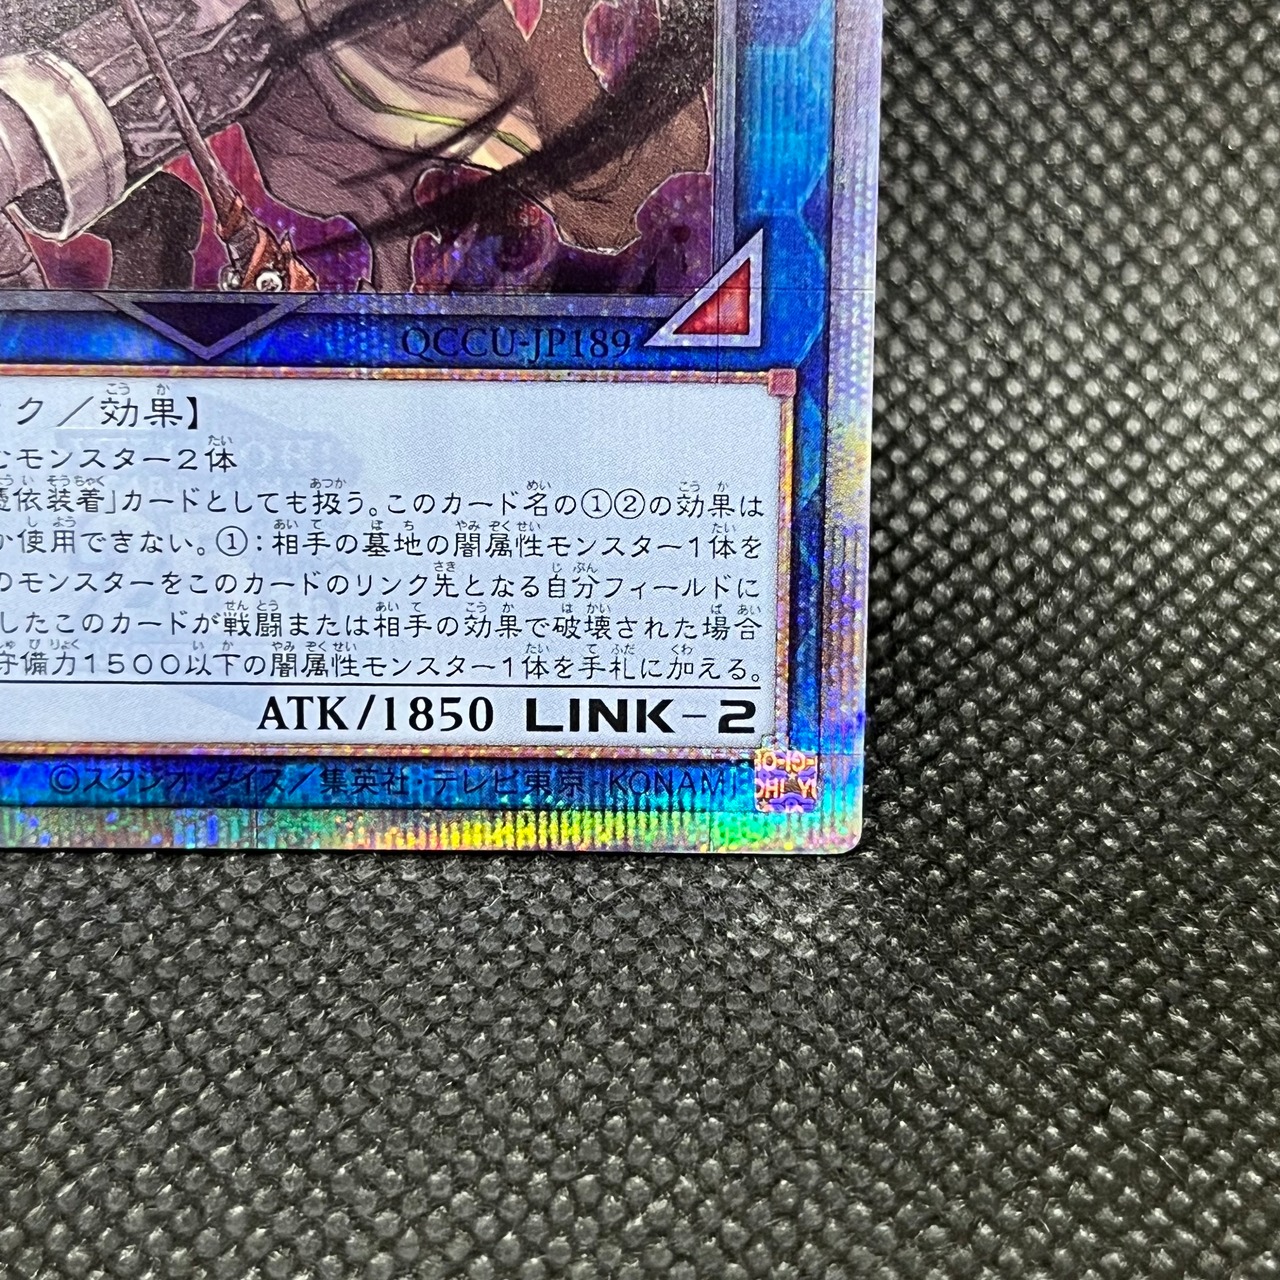 QCCU-JP189
ク／効果】
モンスター2体
依装着」カードとしても扱う。このカード名の①②の効果は
使用できない。①：相手の墓地の闇属性モンスター1体を
のモンスターをこのカードのリンク先となる自分フィールドに
したこのカードが戦闘または相手の効果で破壊された場合
守備力1500以下の闇属性モンスター1体を手札に加える。
ATK/1850 LINK-2
©スタジオ・ダイス／集英社・テレビ東京・KONAMI